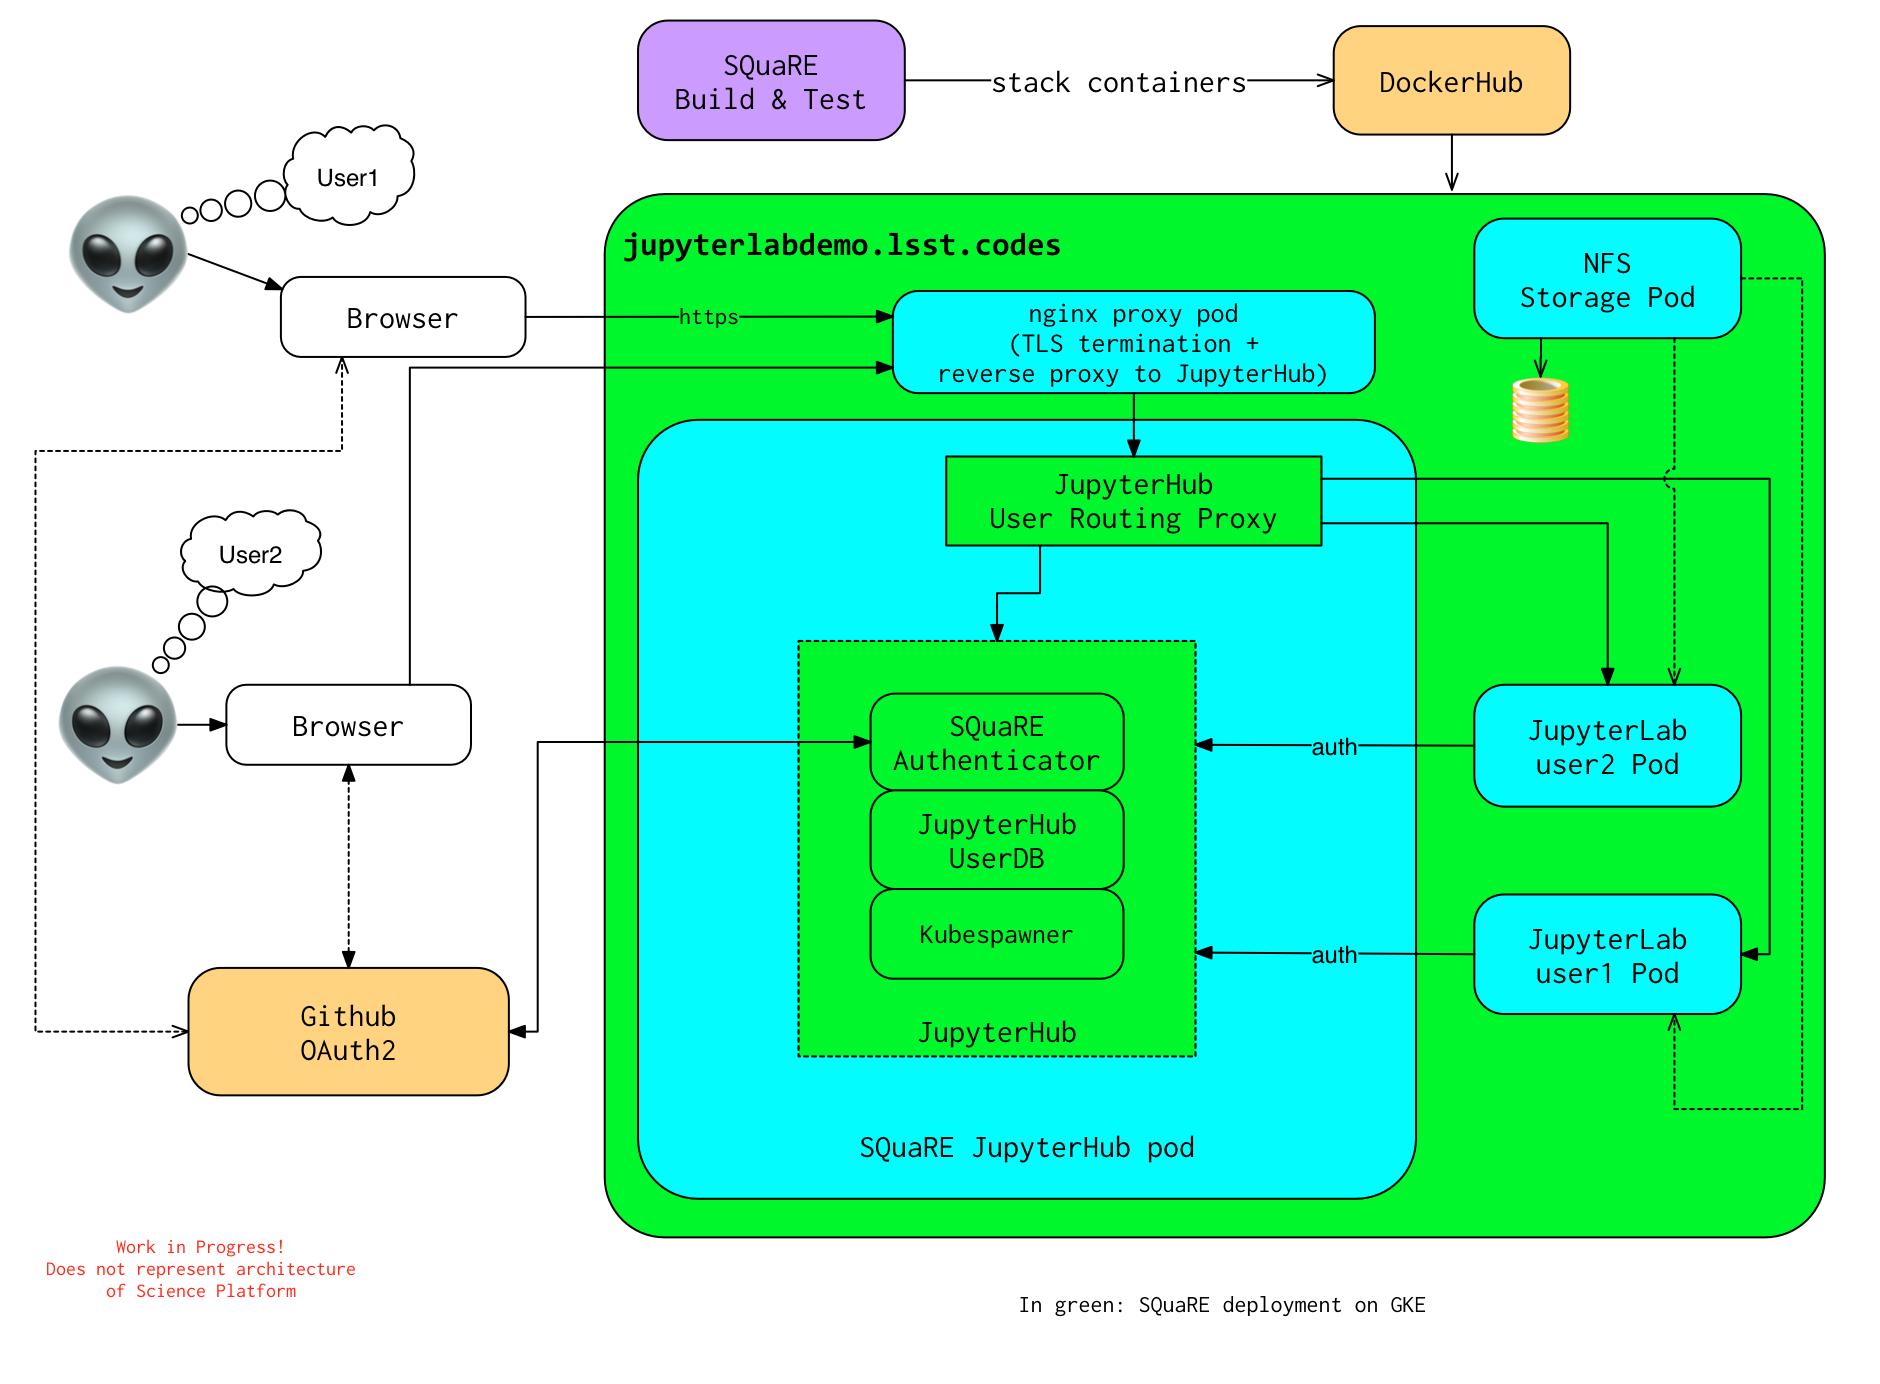 SQuaRE
Build & Test
stack containers
DockerHub
User1
jupyterlabdemo.lsst.codes
NFS
Storage Pod
Browser
https
nginx proxy pod
(TLS termination +
reverse proxy to JupyterHub)
JupyterHub
User Routing Proxy
User2
Browser
SQuaRE
Authenticator
auth
JupyterLab
user2 Pod
JupyterHub
UserDB
Kubespawner
auth
JupyterLab
user1 Pod
Github
OAuth2
JupyterHub
SQuaRE JupyterHub pod
Work in Progress!
Does not represent architecture
of Science Platform
In green: SQuaRE deployment on GKE